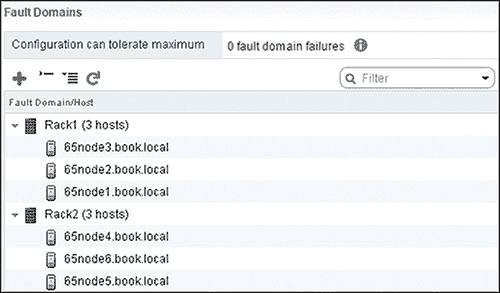 Fault Domains
Configuration can tolerate maximum 0 fault domain failures
Filter
Fault Domain/Host
Rack1 (3 hosts)
65node3.book.local
65node2.book.local
65node1.book.local
Rack2 (3 hosts)
65node4.book.local
65node6.book.local
65node5.book.local